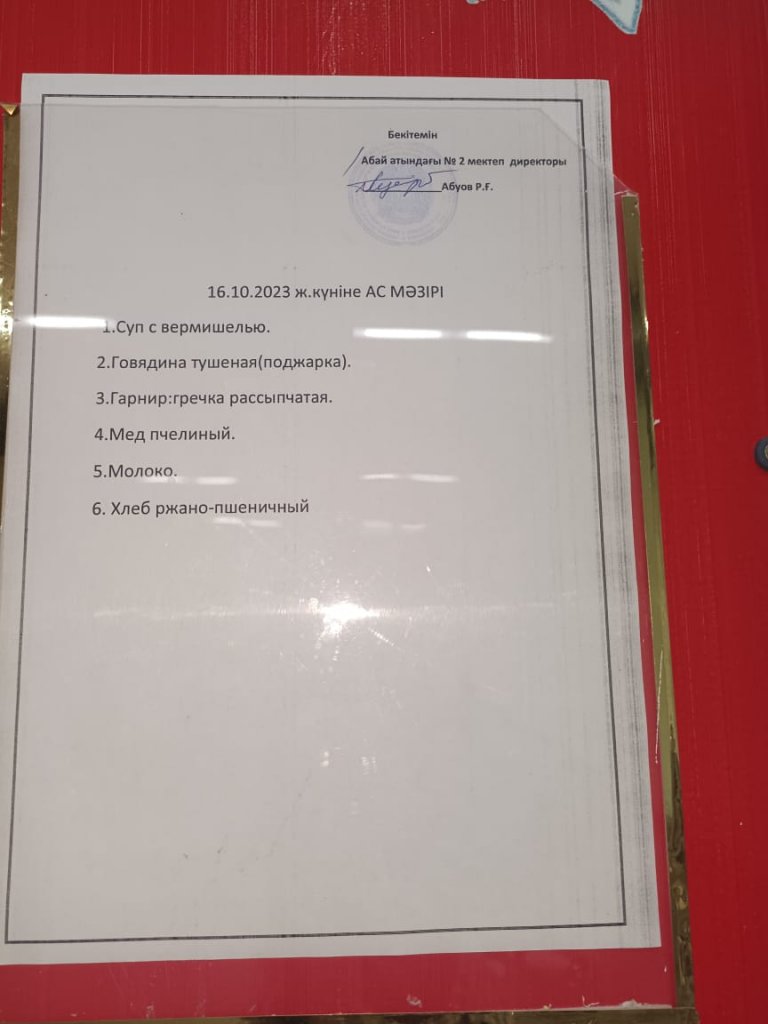 Бекітемін
Абай атындағы № 2 мектеп директоры
Абуов Р.Ғ.
16.10.2023 ж.күніне АС МӘЗІРІ
1.Суп с вермишелью.
2.Говядина тушеная(поджарка).
3.Гарнир:гречка рассыпчатая.
4.Мед пчелиный.
5.Молоко.
6. Хлеб ржано-пшеничный